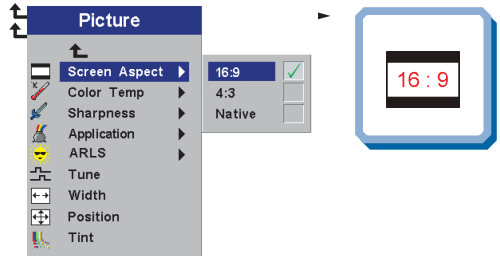 Picture
Screen Aspect
Color Temp
Sharpness
Application
ARLS
Tune
Width
Position
Tint
16:9
4:3
Native
16 : 9